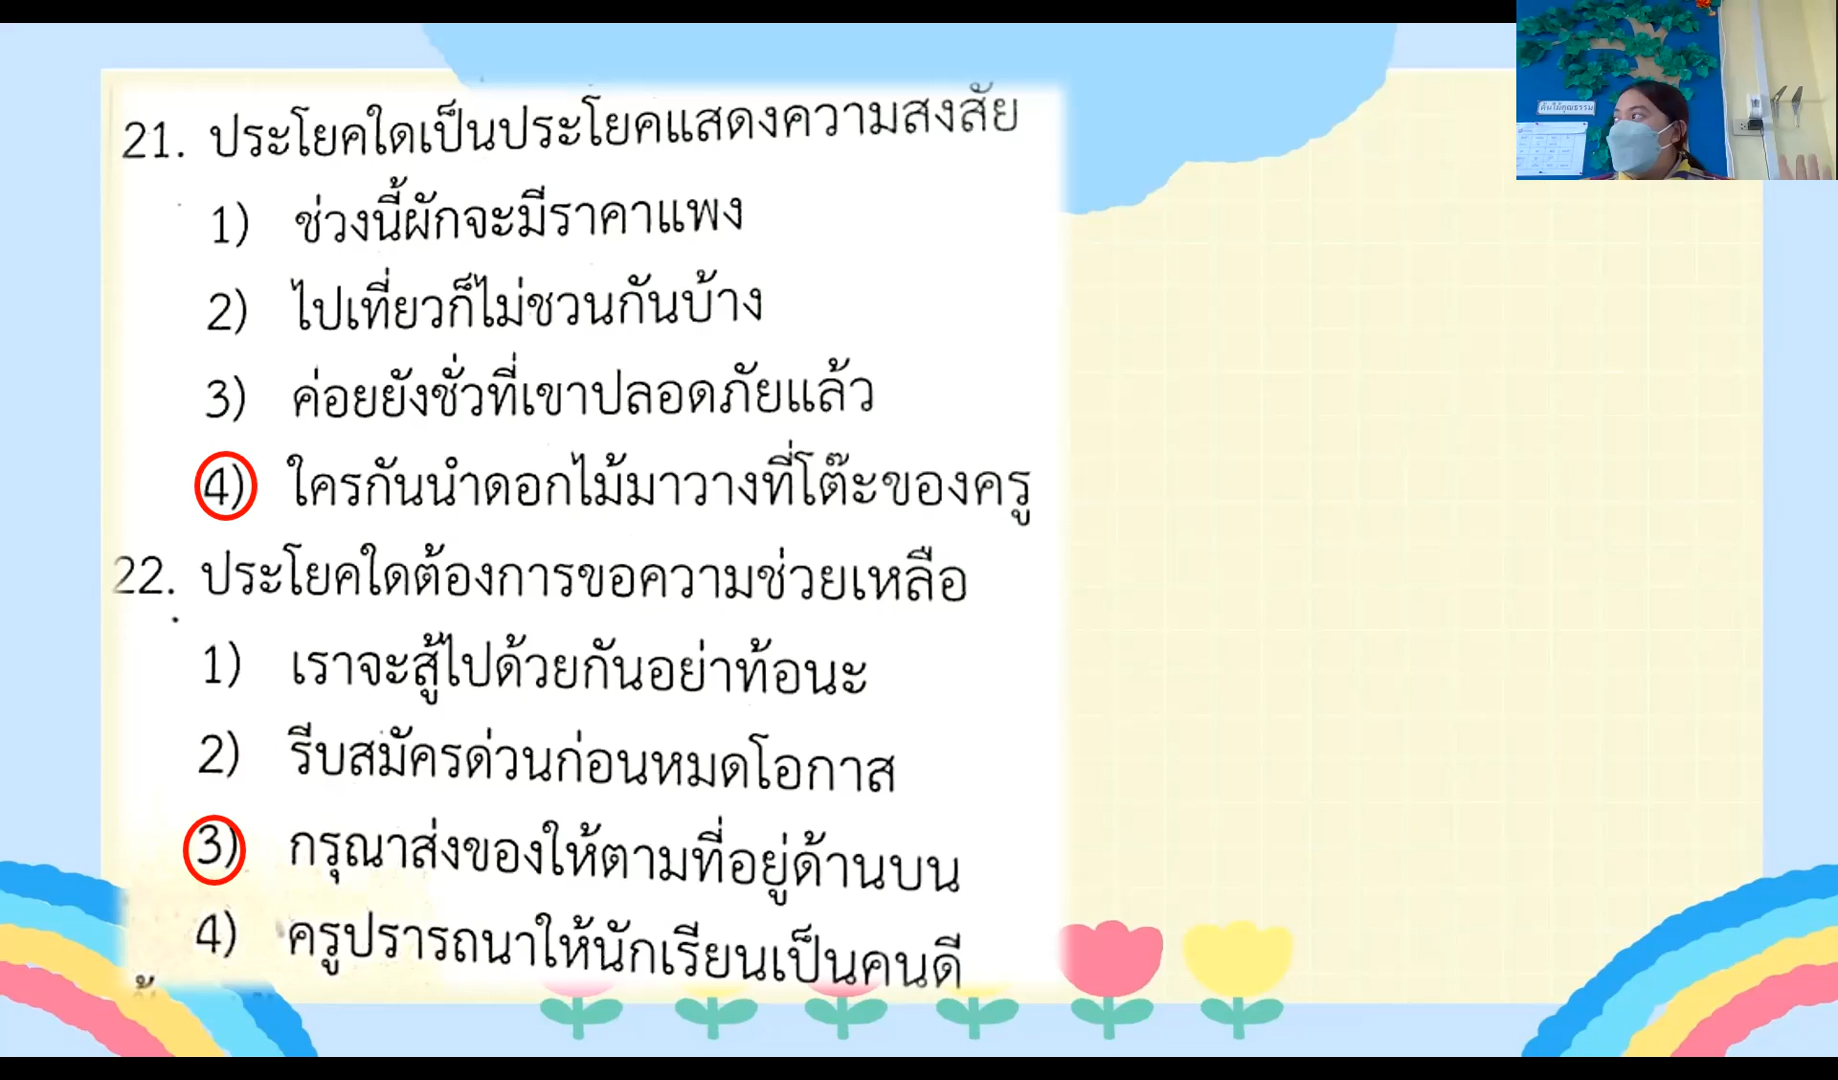 21. ประโยคใดเป็นประโยคแสดงความสงสัย
1) ช่วงนี้ผักจะมีราคาแพง
2) ไปเที่ยวก็ไม่ชวนกันบ้าง
3) ค่อยยังชั่วที่เขาปลอดภัยแล้ว
4) ใครกันนำดอกไม้มาวางที่โต๊ะของครู
22. ประโยคใดต้องการขอความช่วยเหลือ
1) เราจะสู้ไปด้วยกันอย่าท้อนะ
2) รีบสมัครด่วนก่อนหมดโอกาส
3) กรุณาส่งของให้ตามที่อยู่ด้านบน
4) ครูปรารถนาให้นักเรียนเป็นคนดี
ต้นไม้คุณธรรม